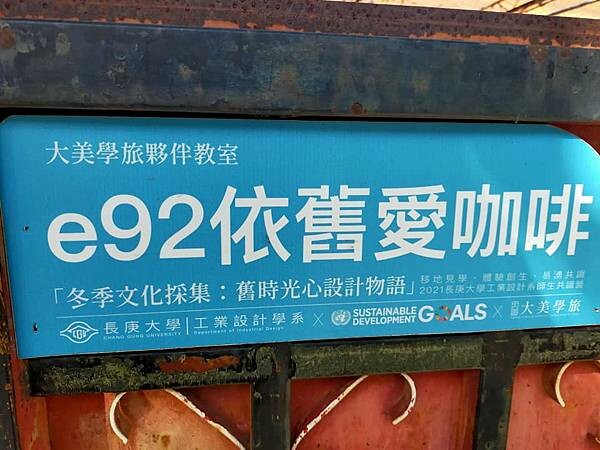 大美學旅夥伴教室
e92依舊愛咖啡
「冬季文化採集：舊時光心設計物語」
移地見學、體驗創生、易湧共識
2021長庚大學工業設計系師生共識營
長庚大學 工業設計學系 × SUSTAINABLE DEVELOPMENT GOALS × 大美學旅
CHANG GUNG UNIVERSITY Department of Industrial Design